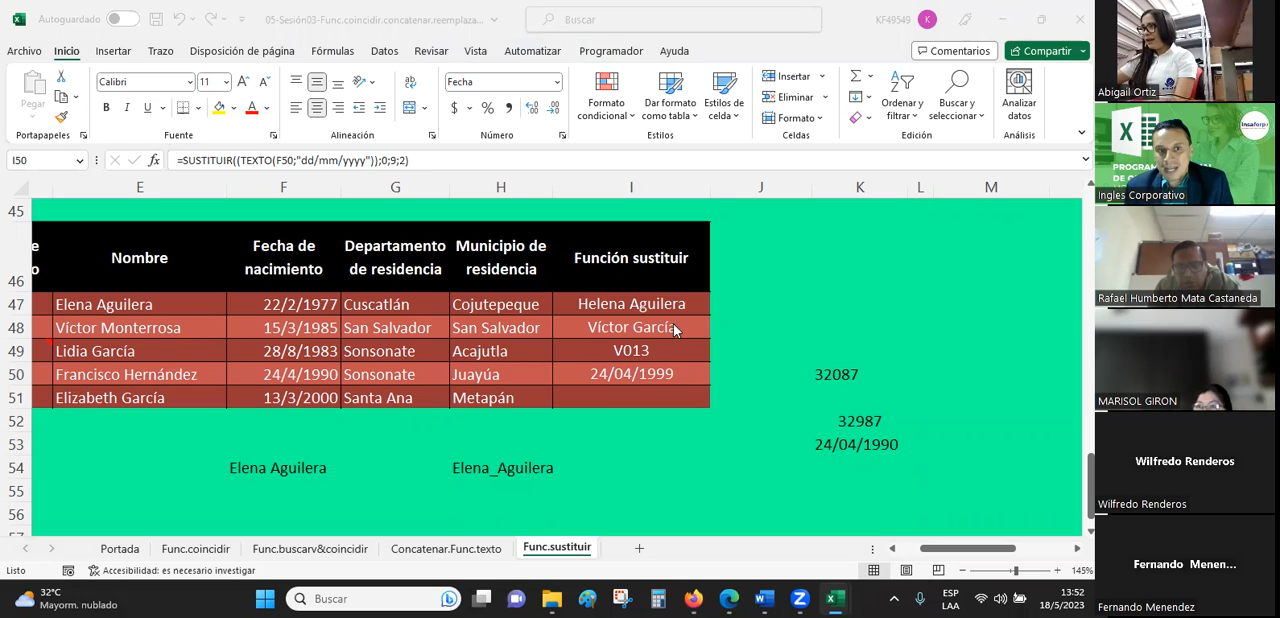 Autoguardado
05-Sesión03-Func.coincidir.concatenar.reemplaza...
Buscar
KF49549
K
Archivo Inicio Insertar Trazo Disposición de página Fórmulas Datos Revisar Vista Automatizar Programador Ayuda
Comentarios
Compartir
Pegar
Calibri
11
N K S
Fecha
$ % 000
Formato condicional
Dar formato como tabla
Estilos de celda
Insertar
Eliminar
Formato
Ordenar y filtrar
Buscar y seleccionar
Analizar datos
Portapapeles Fuente Alineación Número Estilos Celdas Edición Análisis
I50
fx
=SUSTITUIR((TEXTO(F50;"dd/mm/yyyy"));0;9;2)
E F G H I J K L M
45
46 e o Nombre Fecha de nacimiento Departamento de residencia Municipio de residencia Función sustituir
47 Elena Aguilera 22/2/1977 Cuscatlán Cojutepeque Helena Aguilera
48 Víctor Monterrosa 15/3/1985 San Salvador San Salvador Víctor García
49 Lidia García 28/8/1983 Sonsonate Acajutla V013
50 Francisco Hernández 24/4/1990 Sonsonate Juayúa 24/04/1999 32087
51 Elizabeth García 13/3/2000 Santa Ana Metapán
52 32987
53 24/04/1990
54 Elena Aguilera Elena_Aguilera
55
56
57
Portada Func.coincidir Func.buscarv&coincidir Concatenar.Func.texto Func.sustituir
Listo
Accesibilidad: es necesario investigar
145%
32°C
Mayorm. nublado
Buscar
ESP
LAA
13:52
18/5/2023
Abigail Ortiz
Insaforp
Ingles Corporativo
Rafael Humberto Mata Castaneda
MARISOL GIRON
Wilfredo Renderos
Wilfredo Renderos
Fernando Menen...
Fernando Menendez